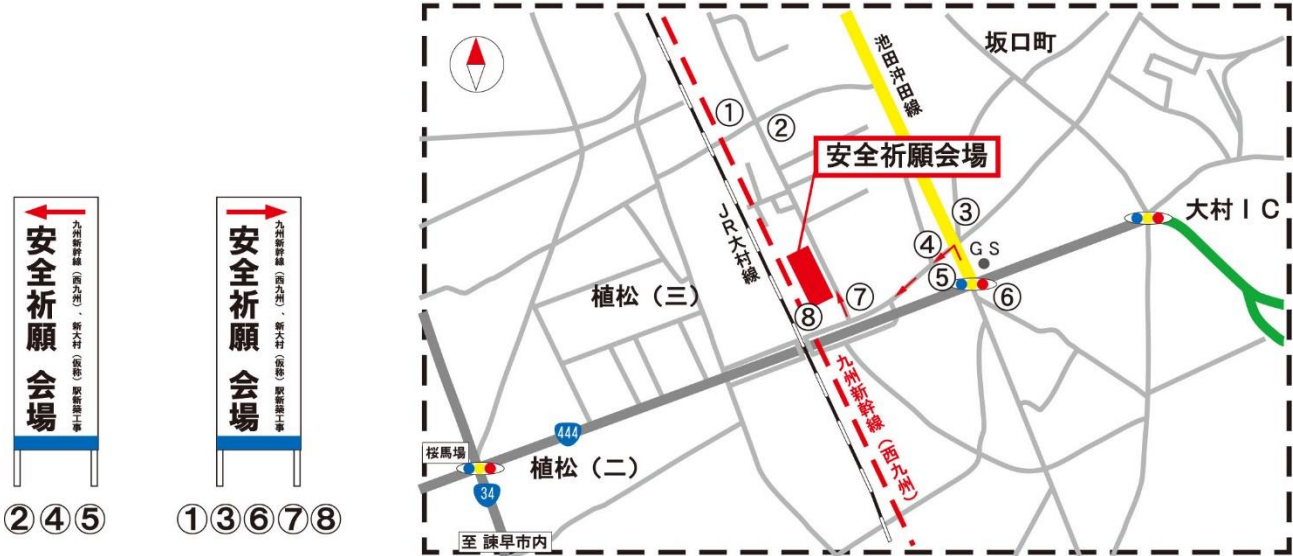 安全祈願 会場
九州新幹線（西九州）、新大村（仮称）駅新築工事
②④⑤
安全祈願 会場
九州新幹線（西九州）、新大村（仮称）駅新築工事
①③⑥⑦⑧
池田沖田線
坂口町
①
②
安全祈願会場
JR大村線
③
大村IC
④
GS
⑤
⑥
植松（三）
⑦
⑧
九州新幹線（西九州）
444
桜馬場
植松（二）
34
至 諫早市内